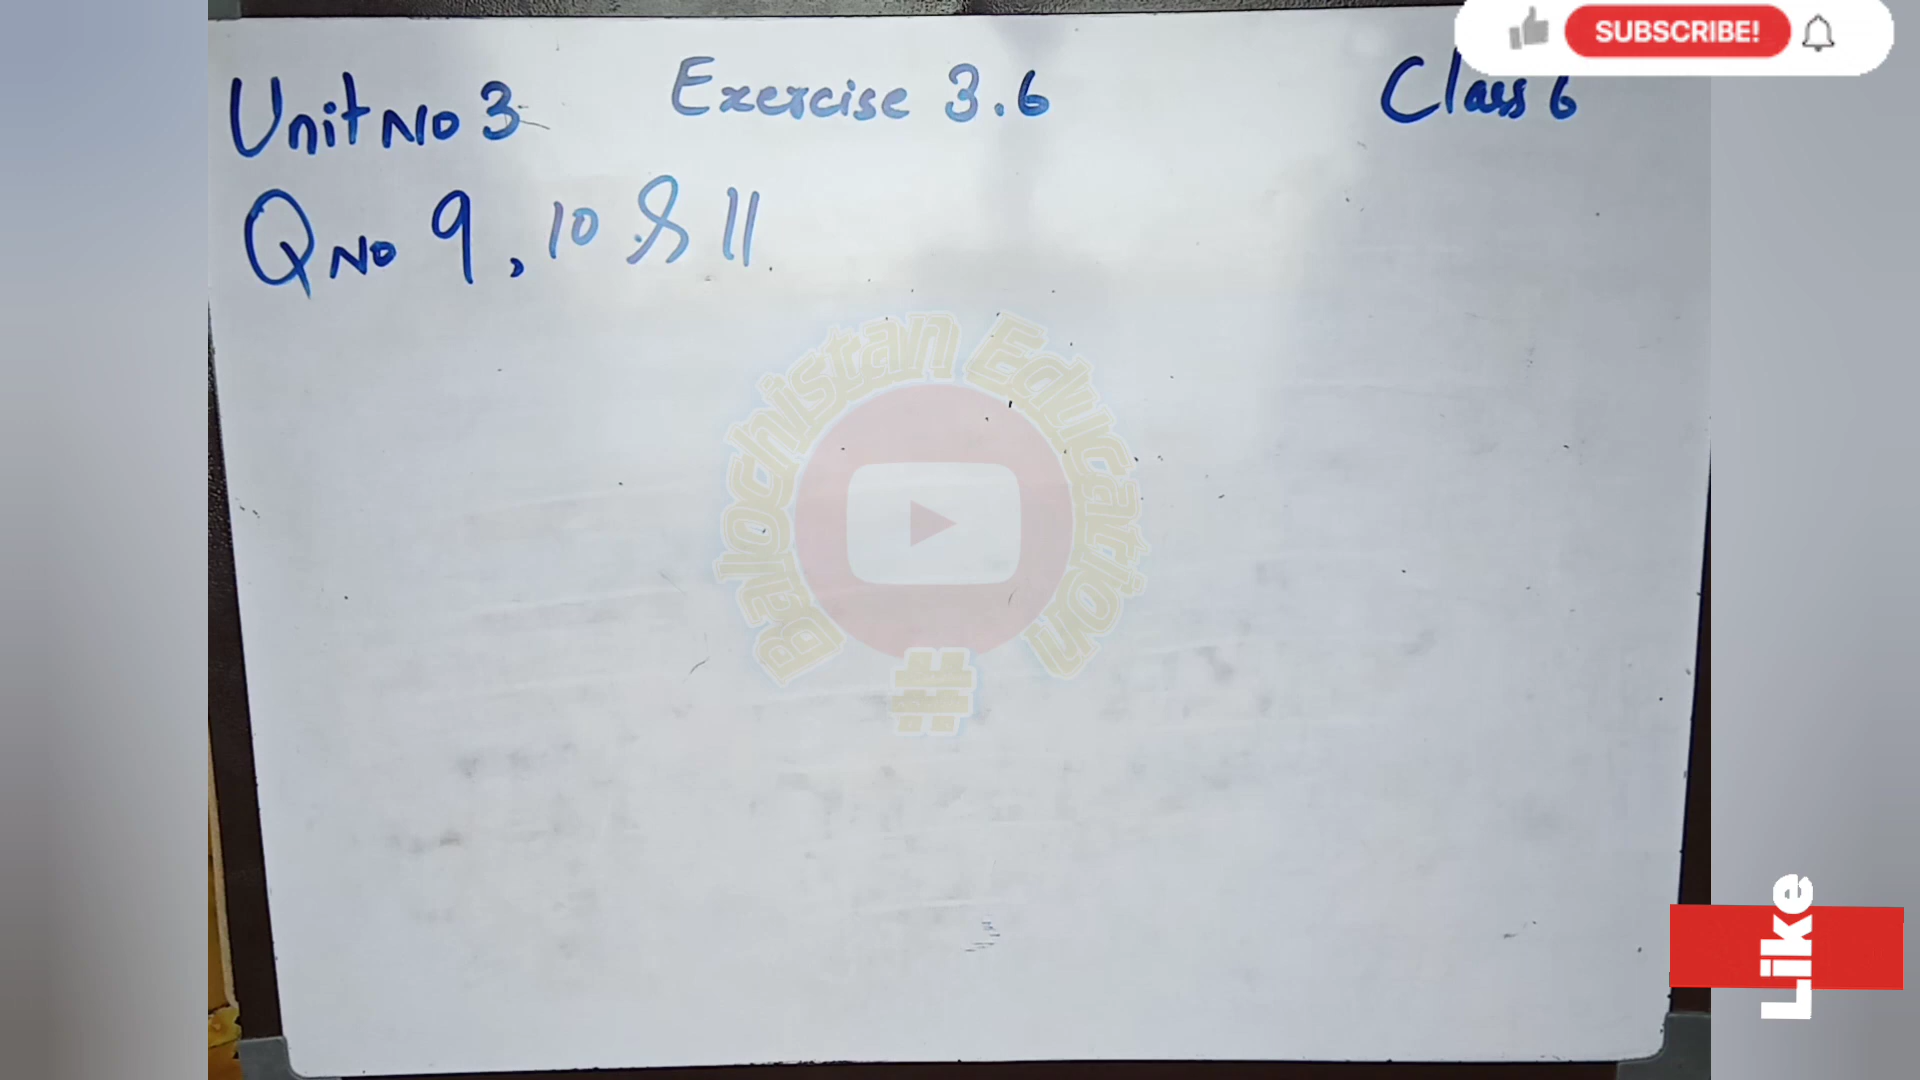 SUBSCRIBE!
Unit No 3 Exercise 3.6 Class 6
Q No 9, 10 & 11
Balochistan Education
#
Like